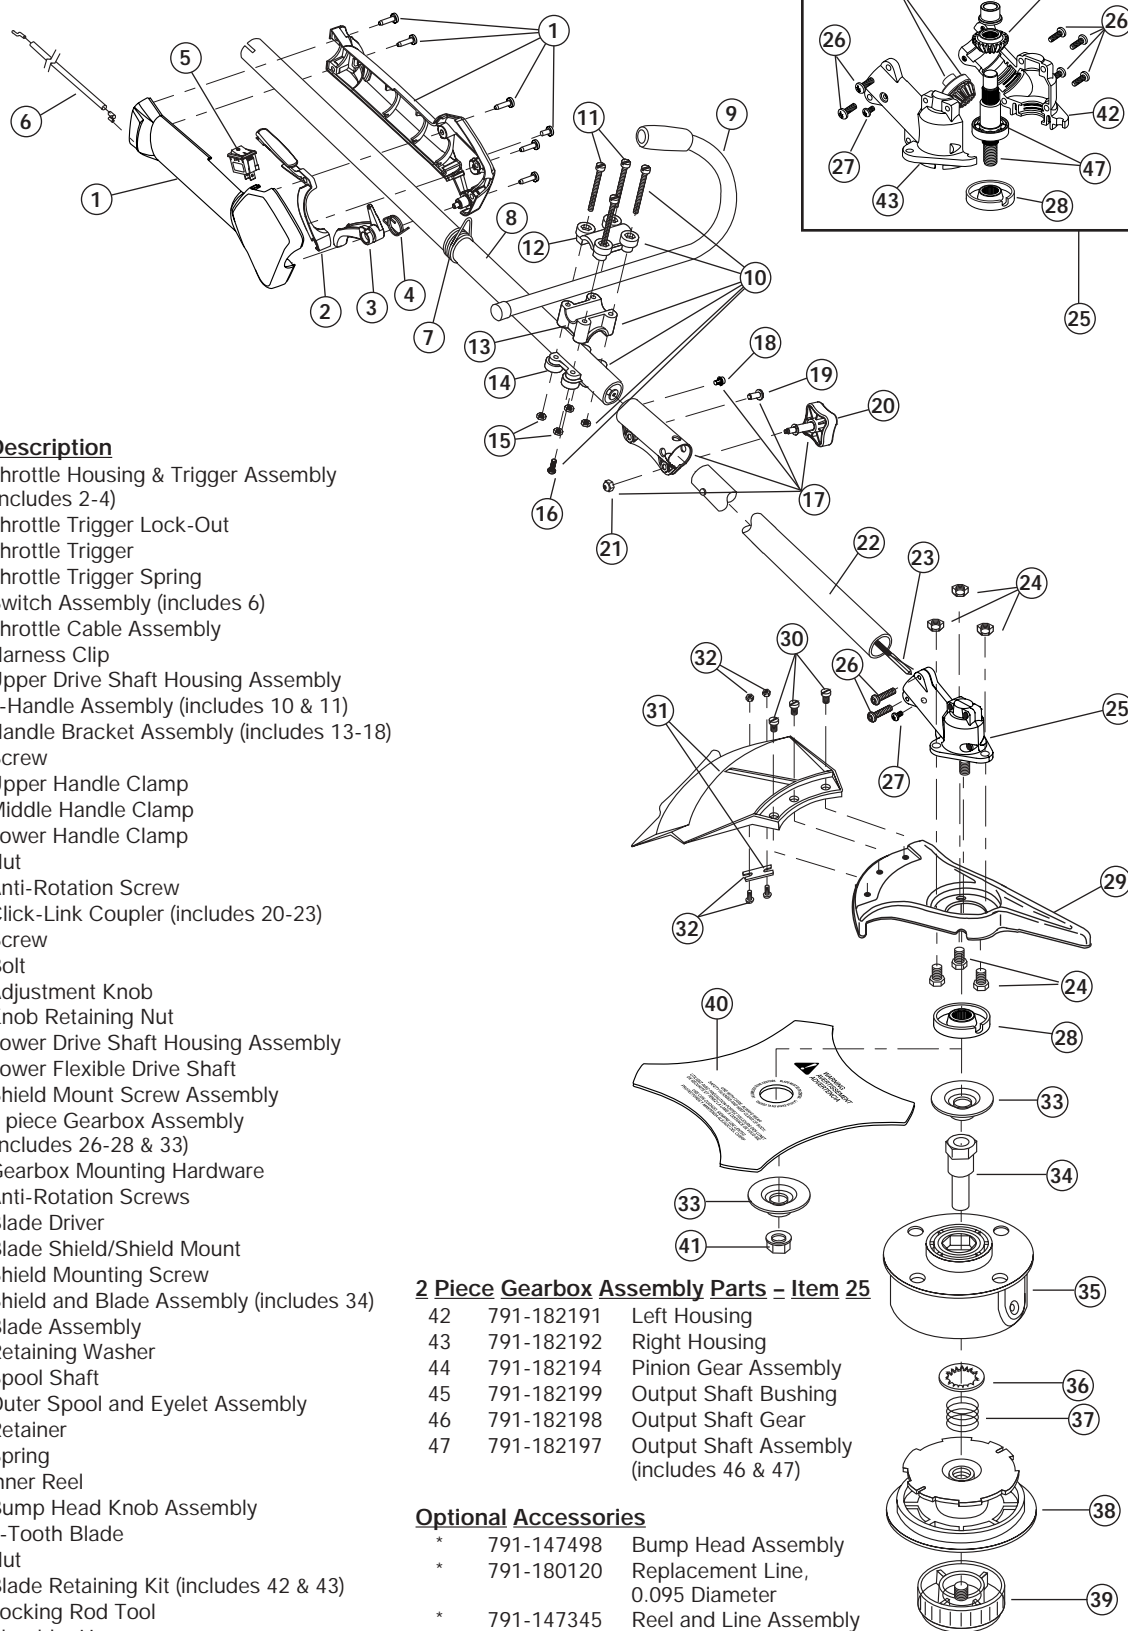 1
5
6
1
2
3
4
7
8
9
10
11
12
13
14
15
16
17
18
19
20
21
22
23
24
26
26
27
42
43
47
28
25
24
25
26
27
30
32
31
32
29
24
28
40
WARNING
AVERTISSEMENT
ADVERTENCIA
33
33
34
41
35
36
37
38
39
Description
hrottle Housing & Trigger Assembly
ncludes 2-4)
hrottle Trigger Lock-Out
hrottle Trigger
hrottle Trigger Spring
witch Assembly (includes 6)
hrottle Cable Assembly
arness Clip
pper Drive Shaft Housing Assembly
-Handle Assembly (includes 10 & 11)
andle Bracket Assembly (includes 13-18)
crew
pper Handle Clamp
iddle Handle Clamp
ower Handle Clamp
ut
nti-Rotation Screw
lick-Link Coupler (includes 20-23)
crew
olt
djustment Knob
nob Retaining Nut
ower Drive Shaft Housing Assembly
ower Flexible Drive Shaft
hield Mount Screw Assembly
piece Gearbox Assembly
ncludes 26-28 & 33)
earbox Mounting Hardware
nti-Rotation Screws
lade Driver
lade Shield/Shield Mount
hield Mounting Screw
hield and Blade Assembly (includes 34)
lade Assembly
etaining Washer
pool Shaft
uter Spool and Eyelet Assembly
etainer
pring
nner Reel
ump Head Knob Assembly
-Tooth Blade
ut
lade Retaining Kit (includes 42 & 43)
ocking Rod Tool
2 Piece Gearbox Assembly Parts – Item 25
42 791-182191 Left Housing
43 791-182192 Right Housing
44 791-182194 Pinion Gear Assembly
45 791-182199 Output Shaft Bushing
46 791-182198 Output Shaft Gear
47 791-182197 Output Shaft Assembly
(includes 46 & 47)
Optional Accessories
* 791-147498 Bump Head Assembly
* 791-180120 Replacement Line,
0.095 Diameter
* 791-147345 Reel and Line Assembly